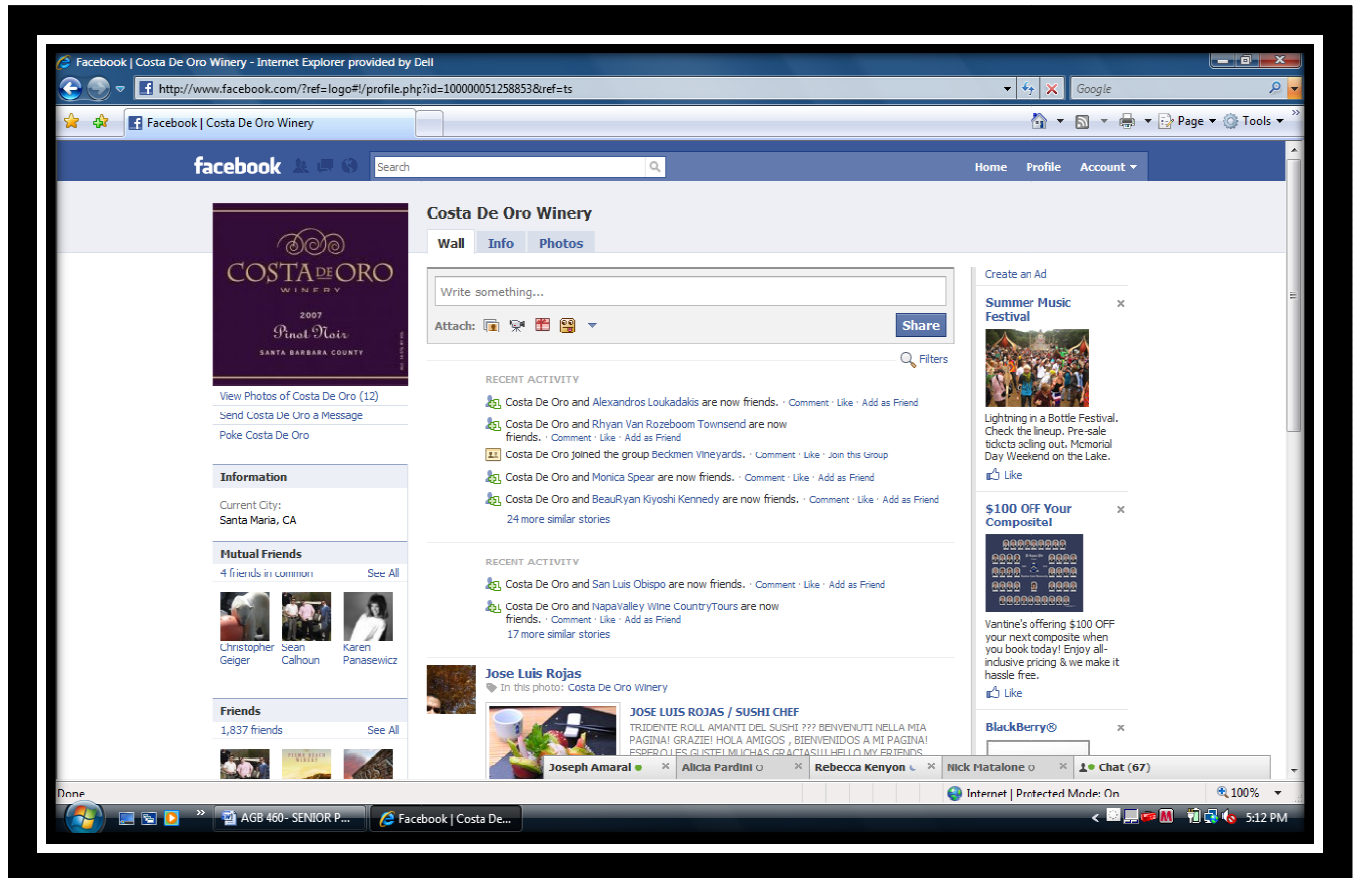 Facebook | Costa De Oro Winery - Internet Explorer provided by Dell
http://www.facebook.com/?ref=logo#!/profile.php?id=100000051258853&ref=ts
Google
Facebook | Costa De Oro Winery
Page
Tools
facebook
Search
Home Profile Account
COSTA DE ORO
WINERY
2007
Pinot Noir
SANTA BARBARA COUNTY
View Photos of Costa De Oro (12)
Send Costa De Oro a Message
Poke Costa De Oro
Information
Current City:
Santa Maria, CA
Mutual Friends
4 friends in common See All
Christopher Geiger
Sean Calhoun
Karen Panasewicz
Friends
1,837 friends See All
Costa De Oro Winery
Wall Info Photos
Write something...
Attach:
Share
Filters
RECENT ACTIVITY
Costa De Oro and Alexandros Loukadakis are now friends. · Comment · Like · Add as Friend
Costa De Oro and Rhyan Van Rozeboom Townsend are now
friends. · Comment · Like · Add as Friend
Costa De Oro joined the group Beckmen Vineyards. · Comment · Like · Join this Group
Costa De Oro and Monica Spear are now friends. · Comment · Like · Add as Friend
Costa De Oro and BeauRyan Kiyoshi Kennedy are now friends. · Comment · Like · Add as Friend
24 more similar stories
RECENT ACTIVITY
Costa De Oro and San Luis Obispo are now friends. · Comment · Like · Add as Friend
Costa De Oro and NapaValley Wine CountryTours are now
friends. · Comment · Like · Add as Friend
17 more similar stories
Jose Luis Rojas
In this photo: Costa De Oro Winery
JOSE LUIS ROJAS / SUSHI CHEF
TRIDENTE ROLL AMANTI DEL SUSHI ??? BENVENUTI NELLA MIA
PAGINA! GRAZIE! HOLA AMIGOS , BIENVENIDOS A MI PAGINA!
ESPERO LES GUSTE! MUCHAS GRACIAS!!! HELLO MY FRIENDS
Create an Ad
Summer Music
Festival
Lightning in a Bottle Festival.
Check the lineup. Pre-sale
tickets selling out. Memorial
Day Weekend on the Lake.
Like
$100 OFF Your
Composite!
Vantine's offering $100 OFF
your next composite when
you book today! Enjoy all-
inclusive pricing & we make it
hassle free.
Like
BlackBerry®
Joseph Amaral
Alicia Pardini
Rebecca Kenyon
Nick Matalone
Chat (67)
Done
Internet | Protected Mode: On
100%
AGB 460- SENIOR P...
Facebook | Costa De...
5:12 PM